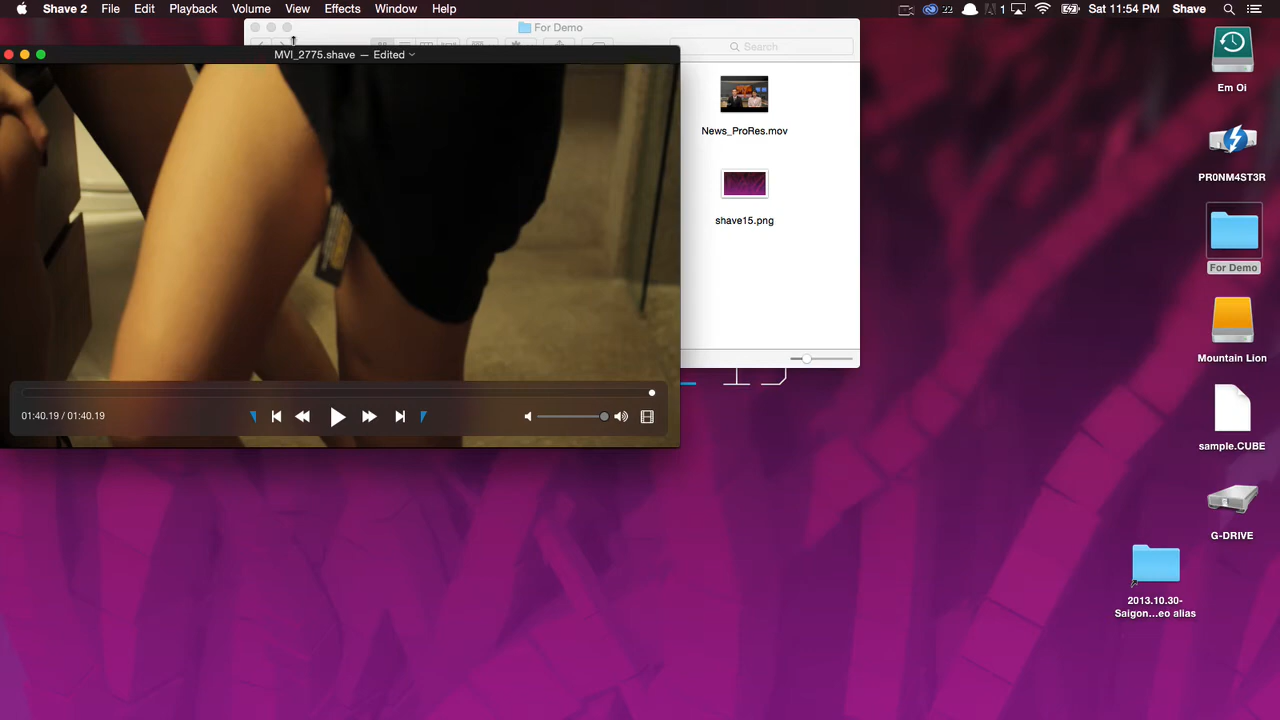 Shave 2 File Edit Playback Volume View Effects Window Help 22 1 Sat 11:54 PM Shave
For Demo
Search
MVI_2775.shave — Edited
News_ProRes.mov
shave15.png
01:40.19 / 01:40.19
Em Oi
PR0NM4ST3R
For Demo
Mountain Lion
sample.CUBE
G-DRIVE
2013.10.30-
Saigon...eo alias